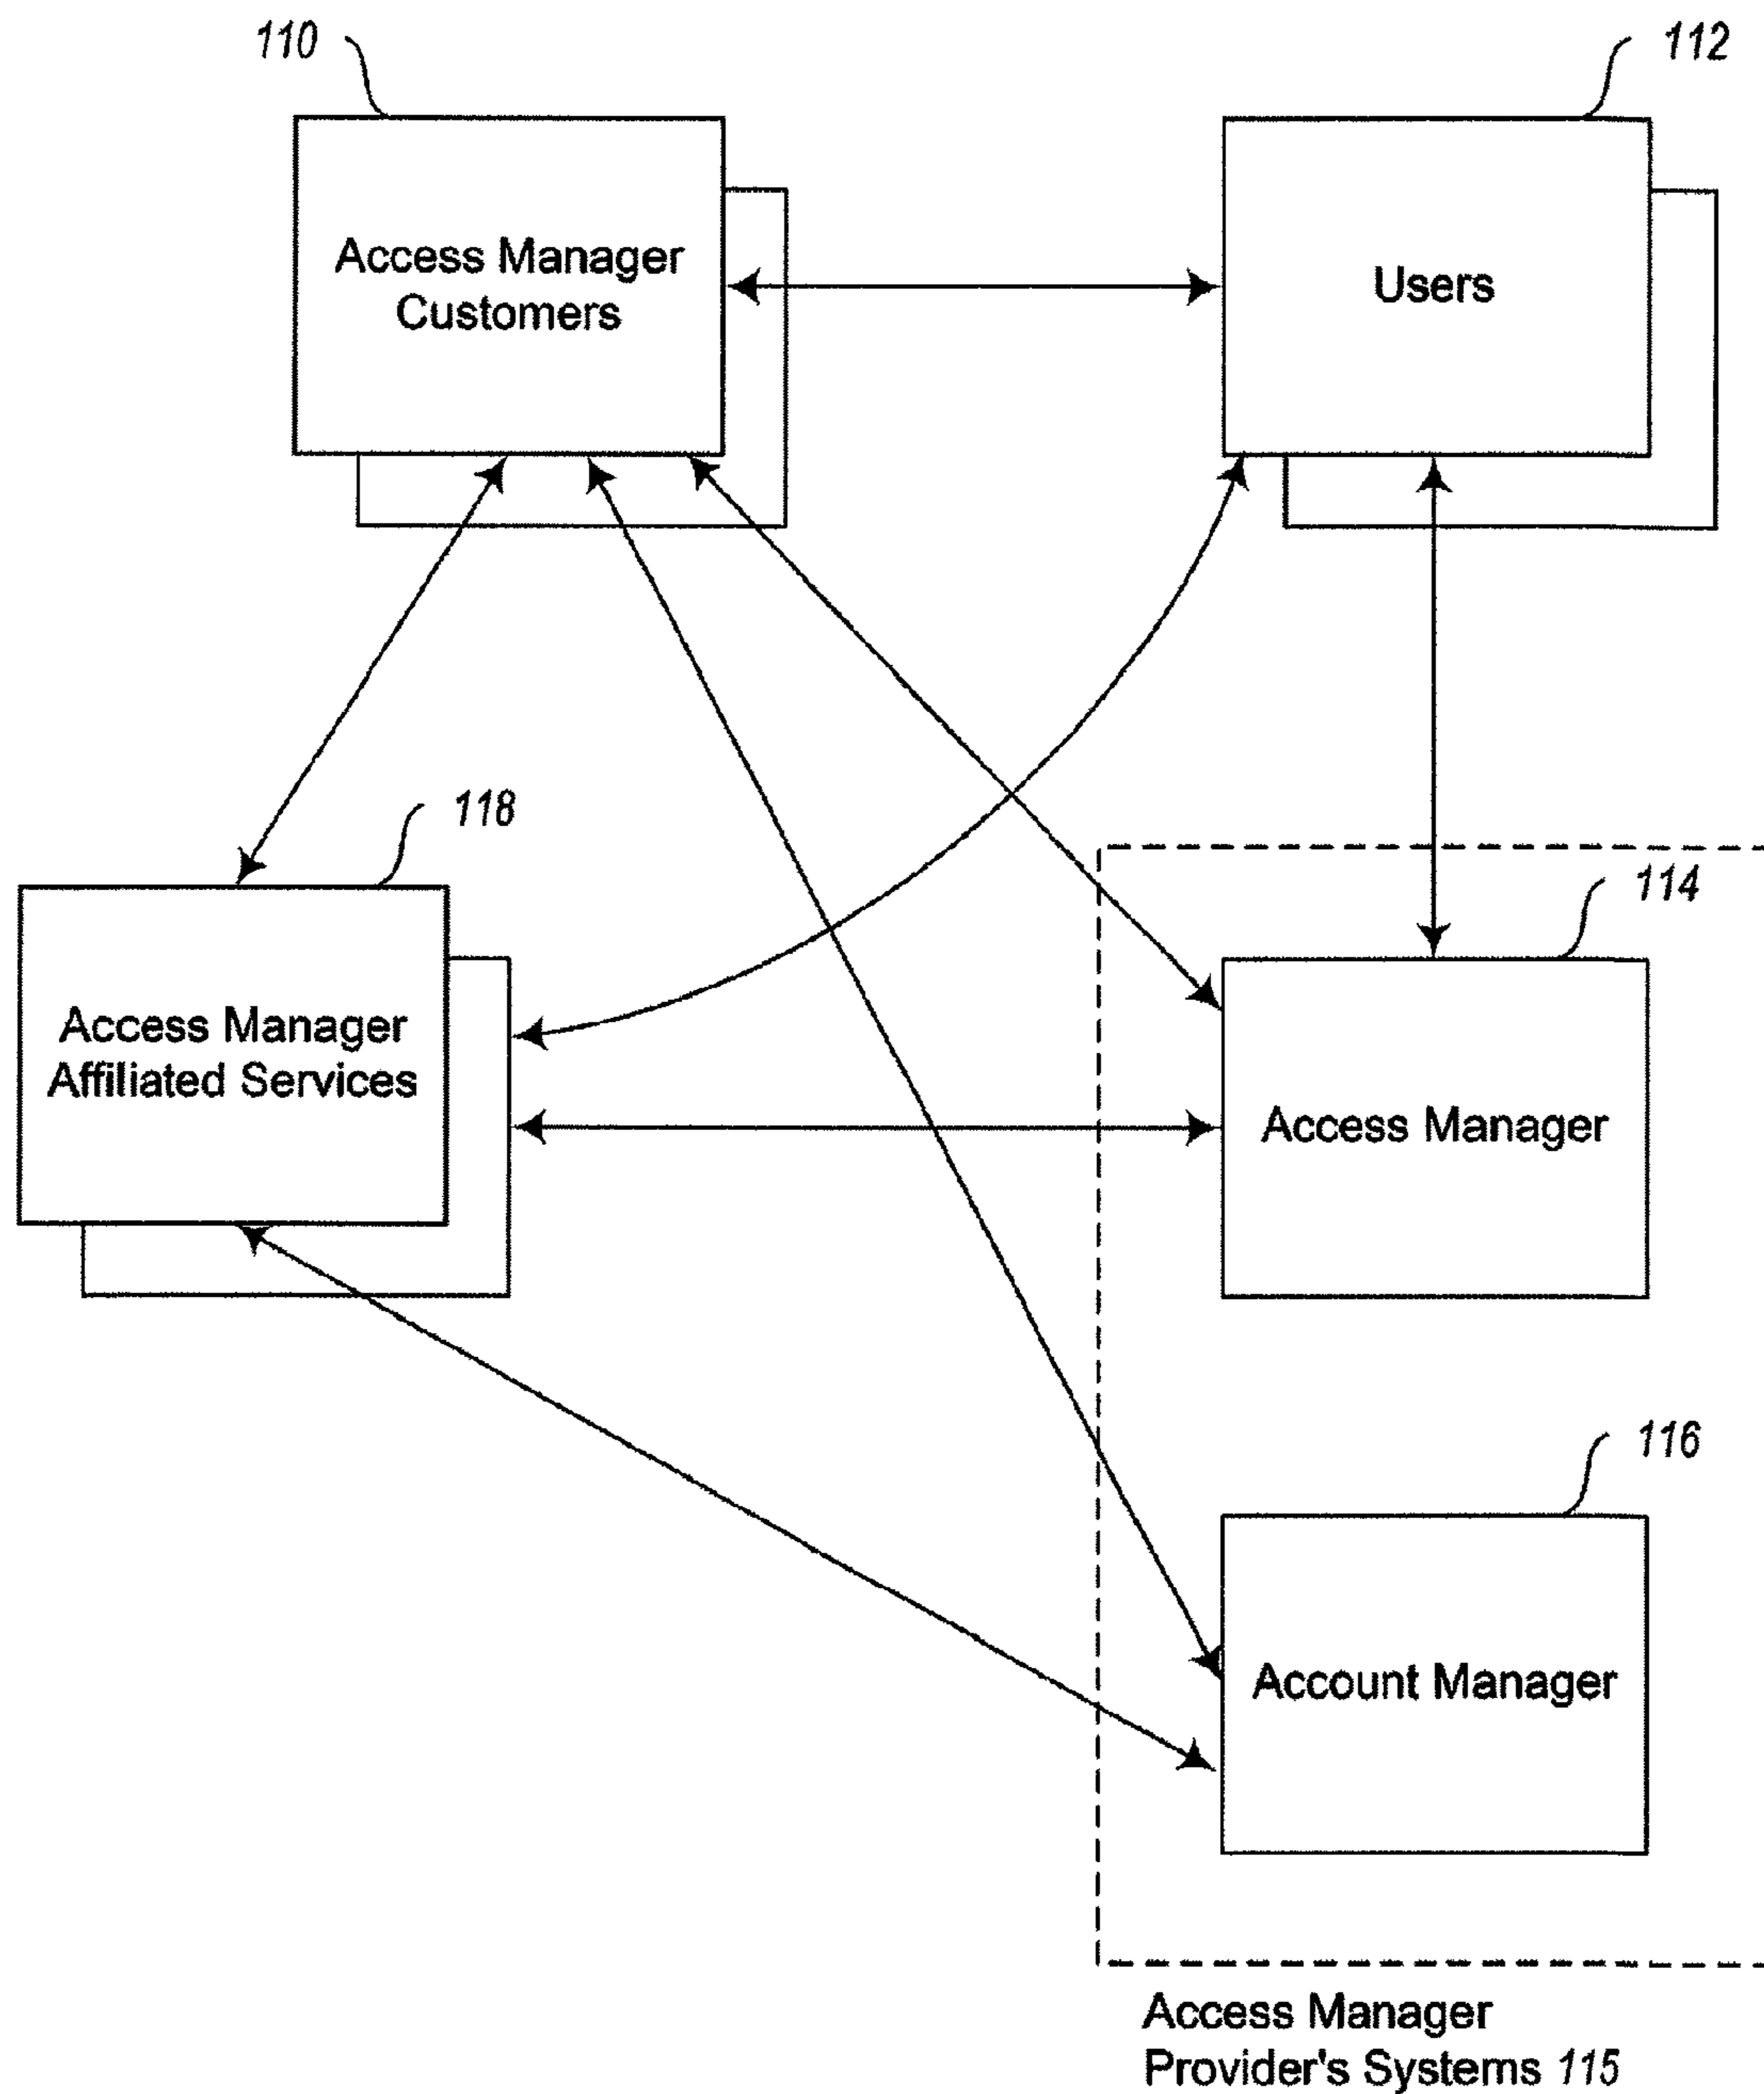 110
112
Access Manager
Customers
Users
118
114
Access Manager
Affiliated Services
Access Manager
116
Account Manager
Access Manager
Provider's Systems 115